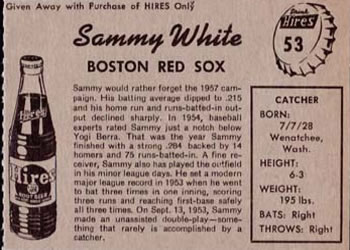 Given Away with Purchase of HIRES Only
Drink
Hires
53
Sammy White
BOSTON RED SOX
Sammy would rather forget the 1957 cam-
paign. His batting average dipped to .215
and his home run and runs-batted-in out-
put declined sharply. In 1954, baseball
experts rated Sammy just a notch below
Yogi Berra. That was the year Sammy
finished with a strong .284 backed by 14
homers and 75 runs-batted-in. A fine re-
ceiver, Sammy also has played the outfield
in his minor league days. He set a modern
major league record in 1953 when he went
to bat three times in one inning, scoring
three runs and reaching first-base safely
all three times. On Sept. 13, 1953, Sammy
made an unassisted double-play—some-
thing that rarely is accomplished by a
catcher.
Hires
Hires
ROOT BEER
CATCHER
BORN:
7/7/28
Wenatchee,
Wash.
HEIGHT:
6-3
WEIGHT:
195 lbs.
BATS: Right
THROWS: Right